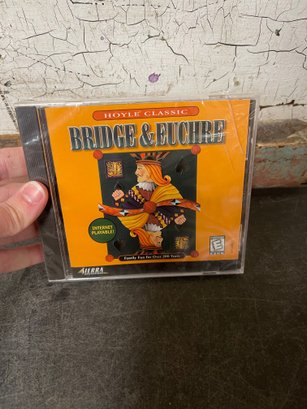 HOYLE CLASSIC
BRIDGE & EUCHRE
INTERNET
PLAYABLE!
E
SIERRA
Family Fun for Over 200 Years